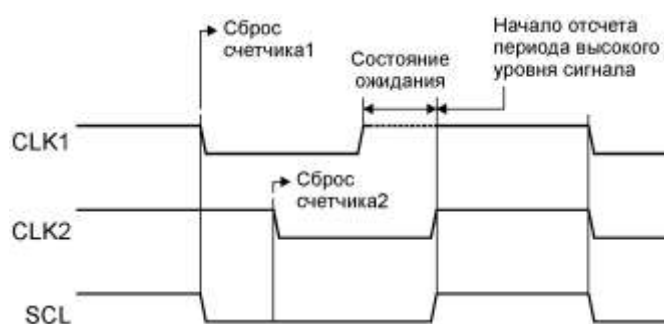 Сброс
счетчика1
Состояние
ожидания
Начало отсчета
периода высокого
уровня сигнала
CLK1
Сброс
счетчика2
CLK2
SCL